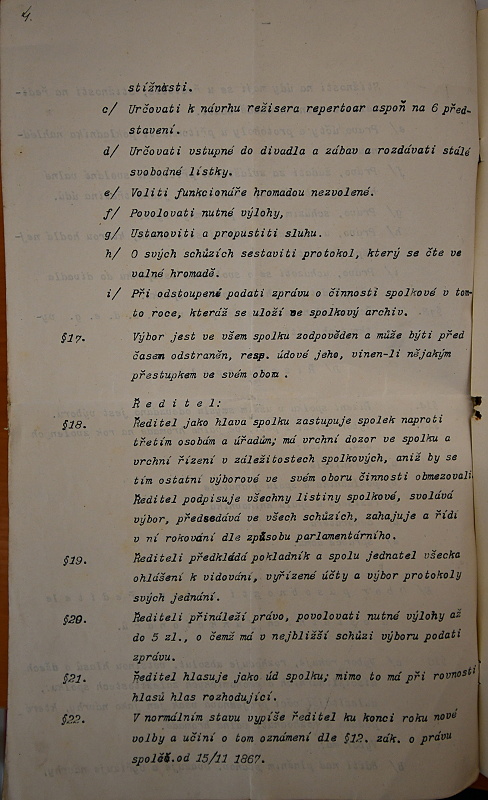 4.
stížnosti.
c/ Určovati k návrhu režisera repertoar aspoň na 6 před-
stavení.
d/ Určovati vstupné do divadla a zábav a rozdávati stálé
svobodné lístky.
e/ Voliti funkcionáře hromadou nezvolené.
f/ Povolovati nutné výlohy,
g/ Ustanoviti a propustiti sluhu.
h/ O svých schůzích sestaviti protokol, který se čte ve
valné hromadě.
i/ Při odstoupení podati zprávu o činnosti spolkové v tom-
to roce, kteráž se uloží ve spolkový archiv.
§17. Výbor jest ve všem spolku zodpověden a může býti před
časem odstraněn, resp. údové jeho, vinen-li nějakým
přestupkem ve svém oboru .
Ř e d i t e l :
§18. Ředitel jako hlava spolku zastupuje spolek naproti
třetím osobám a úřadům; má vrchní dozor ve spolku a
vrchní řízení v záležitostech spolkových, aniž by se
tím ostatní výborové ve svém oboru činnosti obmezovali
Ředitel podpisuje všechny listiny spolkové, svolává
výbor, předsedává ve všech schůzích, zahajuje a řídí
v ní rokování dle způsobu parlamentárního.
§19. Řediteli předkládá pokladník a spolu jednatel všecka
ohlášení k vidování, vyřízené účty a výbor protokoly
svých jednání.
§20. Řediteli přináleží právo, povolovati nutné výlohy až
do 5 zl., o čemž má v nejbližší schůzi výboru podati
zprávu.
§21. Ředitel hlasuje jako úd spolku; mimo to má při rovnosti
hlasů hlas rozhodující.
§22. V normálním stavu vypíše ředitel ku konci roku nové
volby a učiní o tom oznámení dle §12. zák. o právu
spolč.od 15/11 1867.